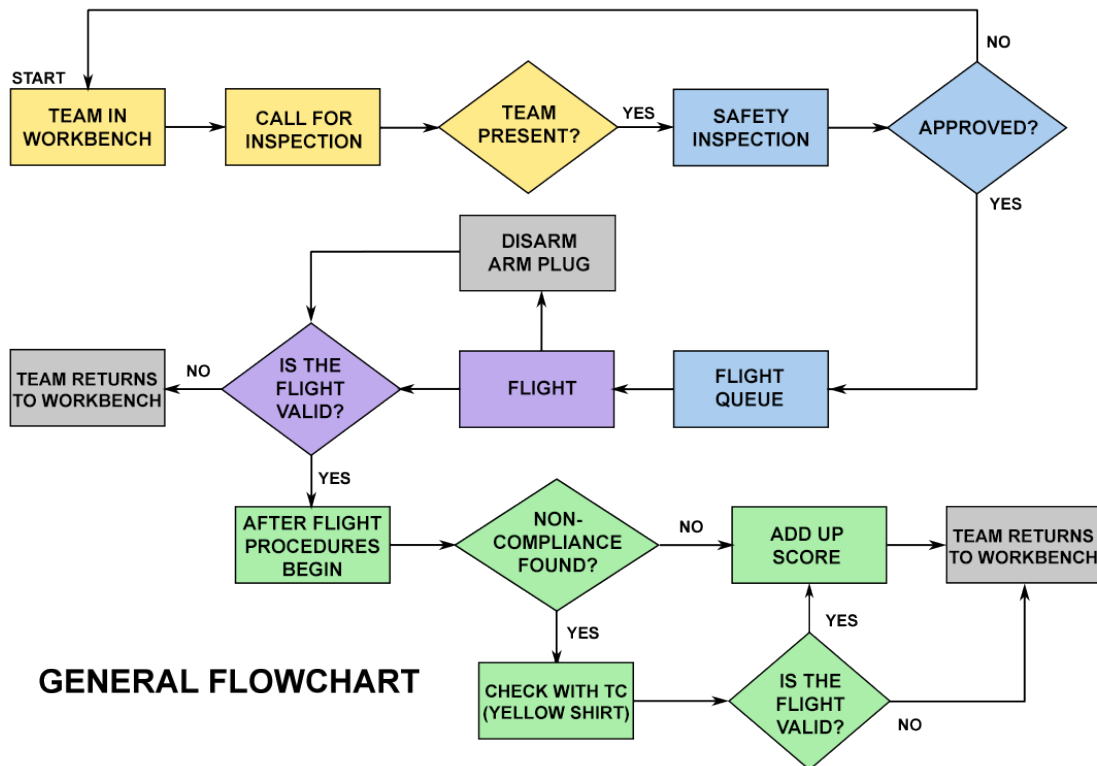 NO
START
TEAM IN
WORKBENCH
CALL FOR
INSPECTION
TEAM
PRESENT?
YES
SAFETY
INSPECTION
APPROVED?
YES
DISARM
ARM PLUG
TEAM RETURNS
TO WORKBENCH
NO
IS THE
FLIGHT
VALID?
FLIGHT
FLIGHT
QUEUE
YES
AFTER FLIGHT
PROCEDURES
BEGIN
NON-
COMPLIANCE
FOUND?
NO
ADD UP
SCORE
TEAM RETURNS
TO WORKBENCH
YES
YES
GENERAL FLOWCHART
CHECK WITH TC
(YELLOW SHIRT)
IS THE
FLIGHT
VALID?
NO